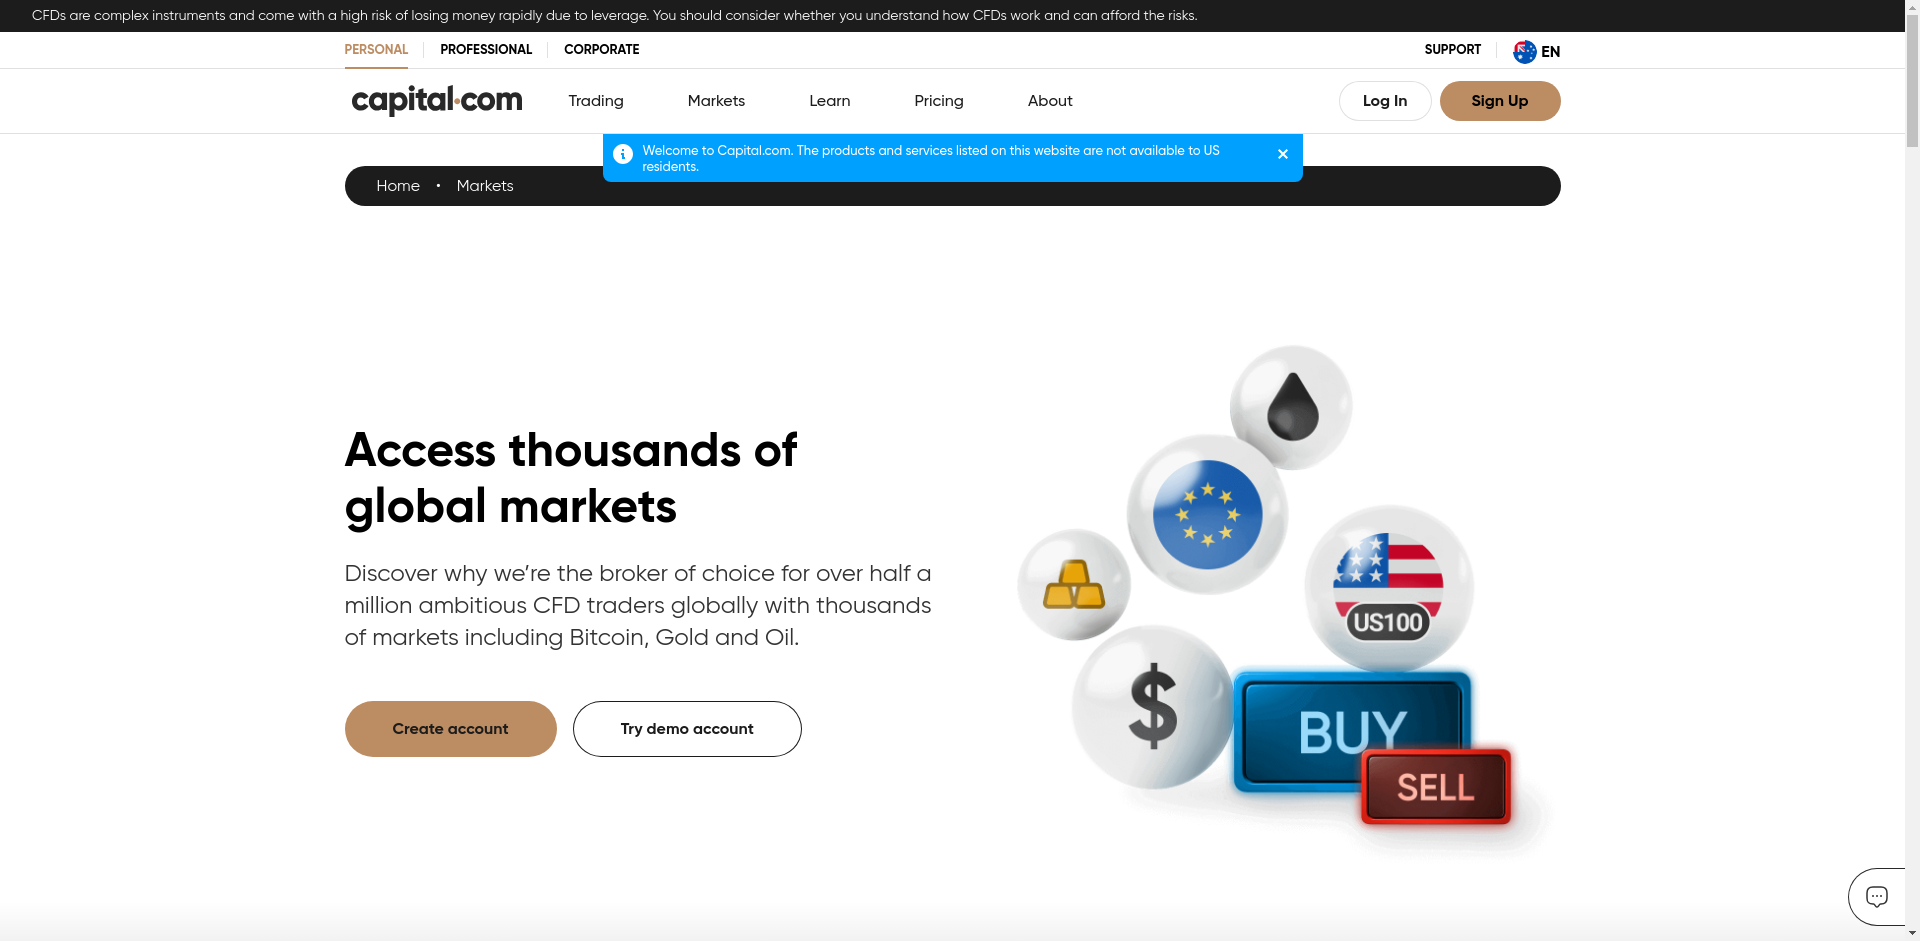 CFDs are complex instruments and come with a high risk of losing money rapidly due to leverage. You should consider whether you understand how CFDs work and can afford the risks.
PERSONAL
PROFESSIONAL
CORPORATE
SUPPORT
EN
capital.com
Trading
Markets
Learn
Pricing
About
Log In
Sign Up
Welcome to Capital.com. The products and services listed on this website are not available to US
residents.
Home • Markets
Access thousands of
global markets
Discover why we’re the broker of choice for over half a
million ambitious CFD traders globally with thousands
of markets including Bitcoin, Gold and Oil.
Create account
Try demo account
US100
$
BUY
SELL